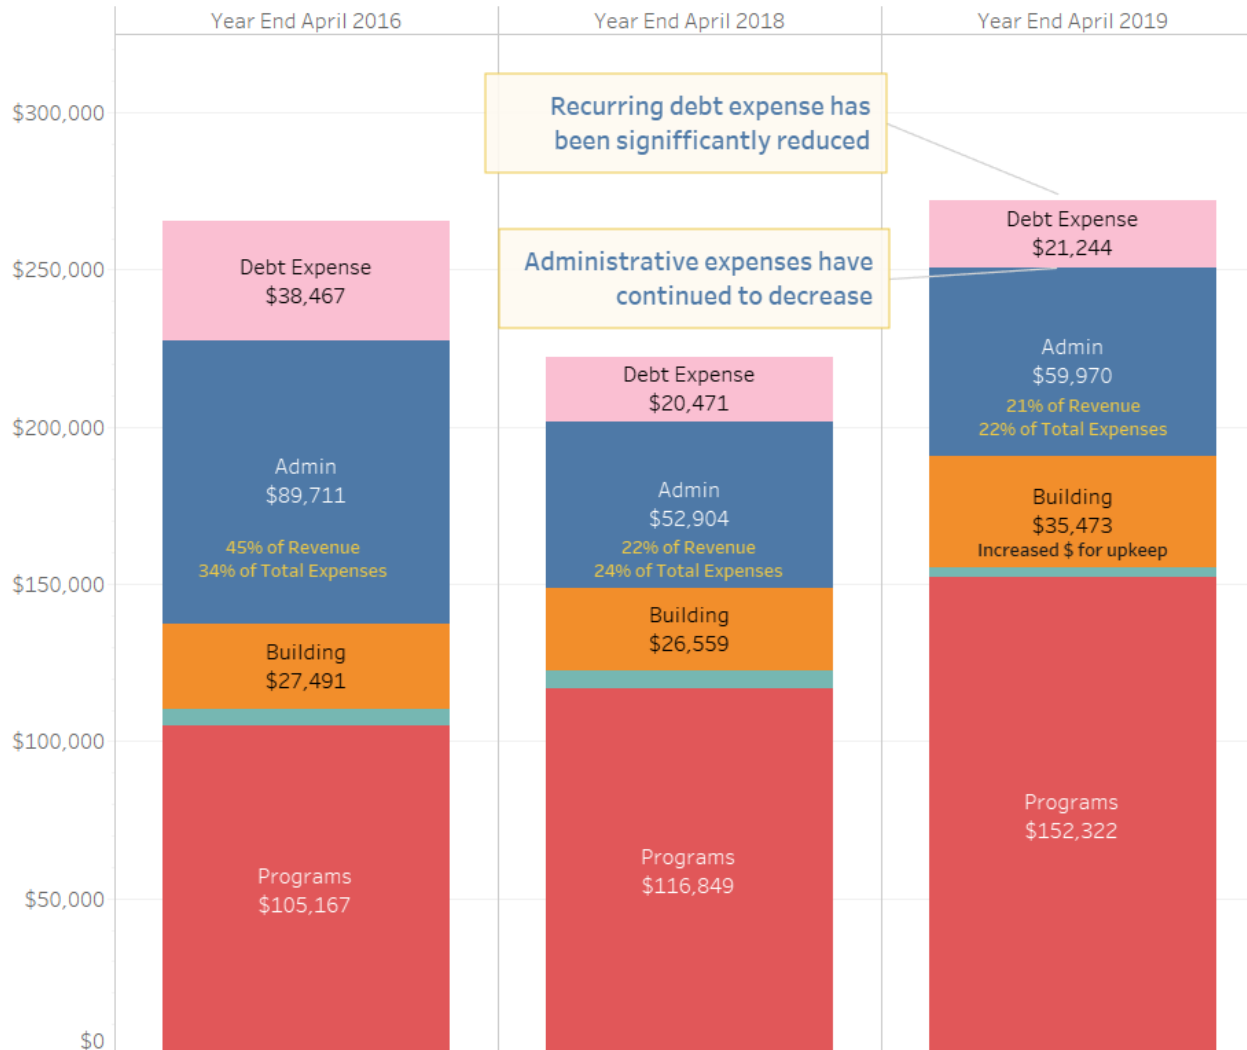 Year End April 2016
Year End April 2018
Year End April 2019
$300,000
$250,000
$200,000
$150,000
$100,000
$50,000
$0
Recurring debt expense has
been signifficantly reduced
Administrative expenses have
continued to decrease
Debt Expense
$38,467
Admin
$89,711
45% of Revenue
34% of Total Expenses
Building
$27,491
Programs
$105,167
Debt Expense
$20,471
Admin
$52,904
22% of Revenue
24% of Total Expenses
Building
$26,559
Programs
$116,849
Debt Expense
$21,244
Admin
$59,970
21% of Revenue
22% of Total Expenses
Building
$35,473
Increased $ for upkeep
Programs
$152,322